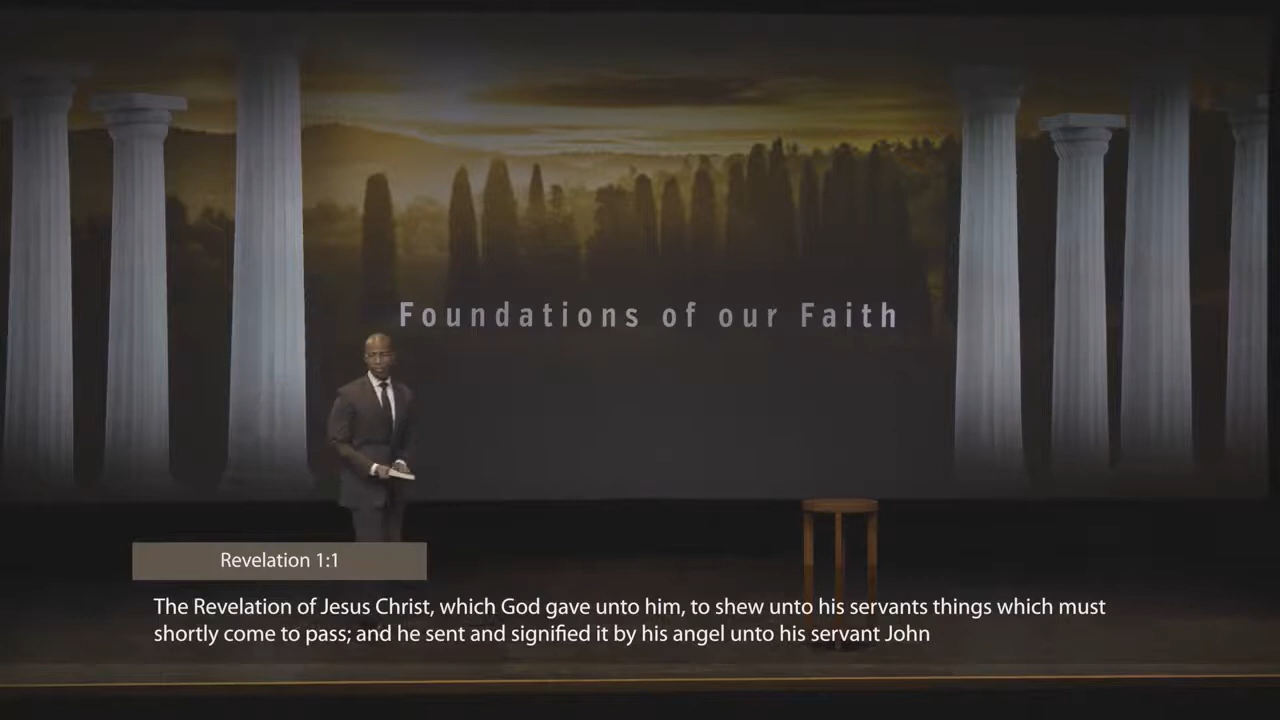 Foundations of our Faith
Revelation 1:1
The Revelation of Jesus Christ, which God gave unto him, to shew unto his servants things which must
shortly come to pass; and he sent and signified it by his angel unto his servant John